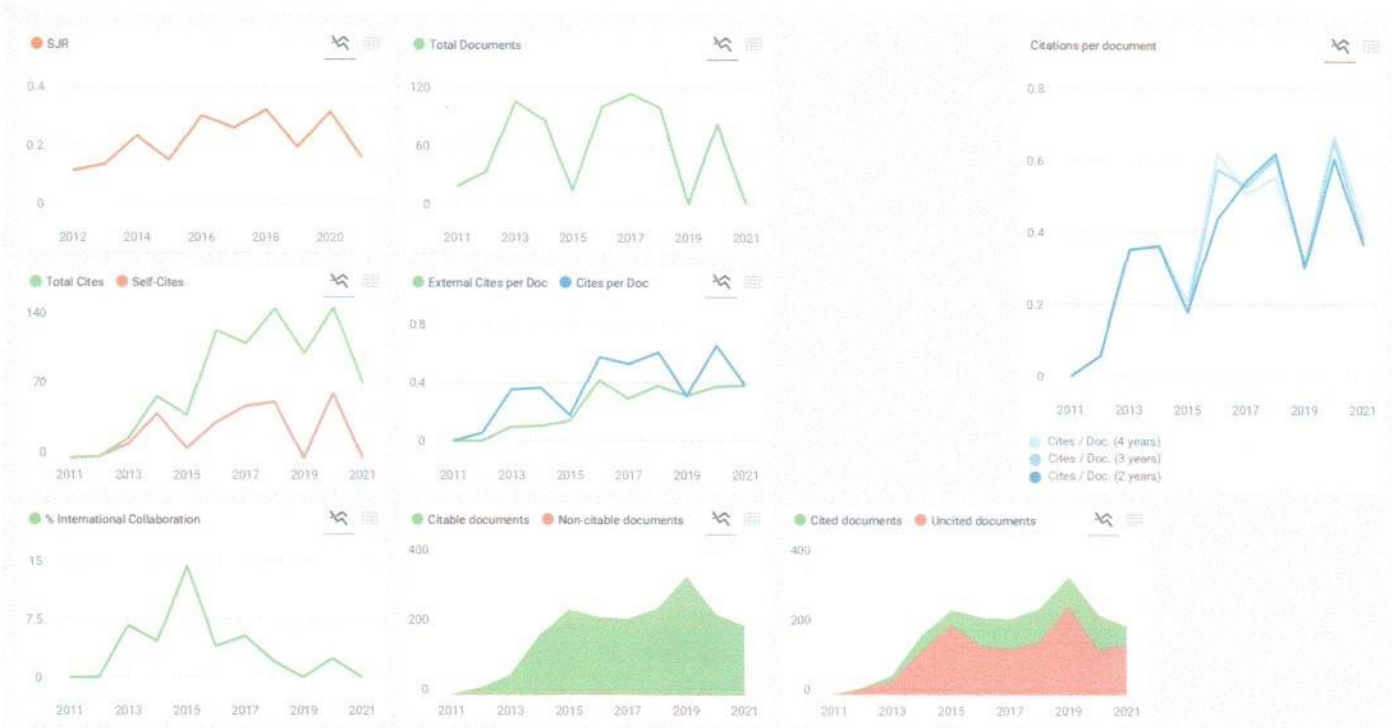 SJR
0.4
0.2
0
2012 2014 2016 2018 2020
Total Documents
120
60
0
2011 2013 2015 2017 2019 2021
Citations per document
0.8
0.6
0.4
0.2
0
2011 2013 2015 2017 2019 2021
Cites / Doc. (4 years)
Cites / Doc. (3 years)
Cites / Doc. (2 years)
Total Cites Self-Cites
140
70
0
2011 2013 2015 2017 2019 2021
External Cites per Doc Cites per Doc
0.8
0.4
0
2011 2013 2015 2017 2019 2021
% International Collaboration
15
7.5
0
2011 2013 2015 2017 2019 2021
Citable documents Non-citable documents
400
200
0
2011 2013 2015 2017 2019 2021
Cited documents Uncited documents
400
200
0
2011 2013 2015 2017 2019 2021